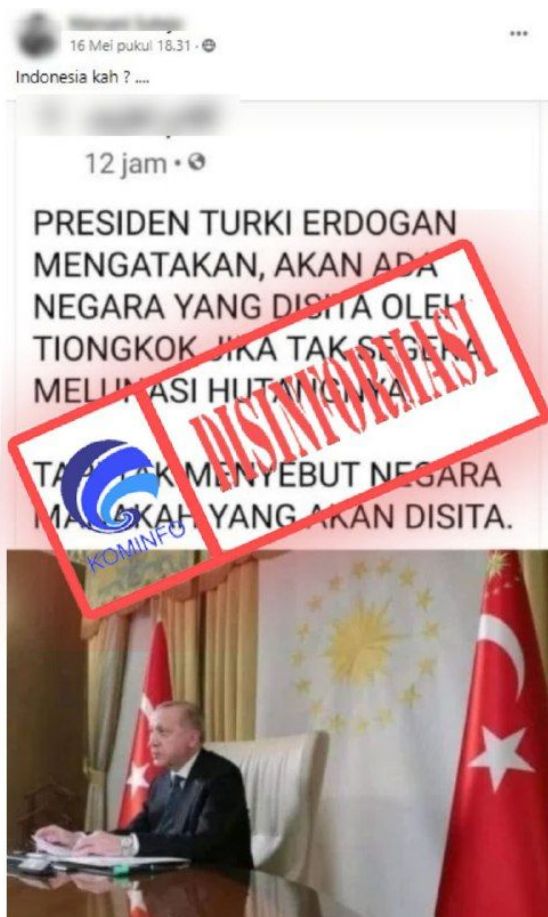 16 Mei pukul 18.31 ·
Indonesia kah ? ....
12 jam •
PRESIDEN TURKI ERDOGAN
MENGATAKAN, AKAN ADA
NEGARA YANG DISITA OLEH
TIONGKOK JIKA TAK SEGERA
MELUNASI HUTANGNYA.
TAPI TAK MENYEBUT NEGARA
MANAKAH YANG AKAN DISITA.
DISINFORMASI
KOMINFO